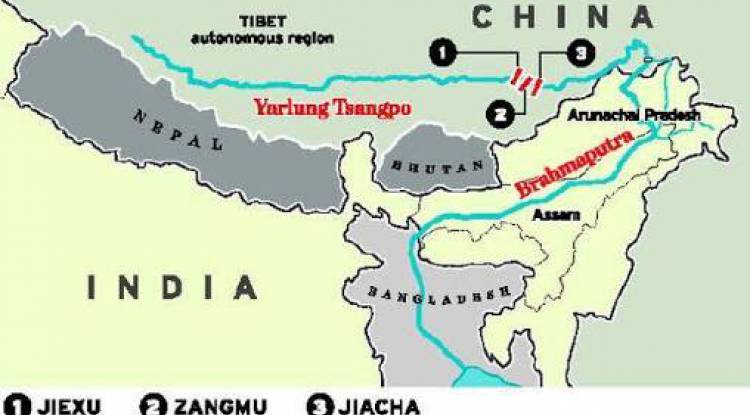 CHINA
TIBET
autonomous region
1
3
2
Yarlung Tsangpo
Arunachal Pradesh
NEPAL
BHUTAN
Brahmaputra
Assam
INDIA
BANGLADESH
1 JIEXU 2 ZANGMU 3 JIACHA